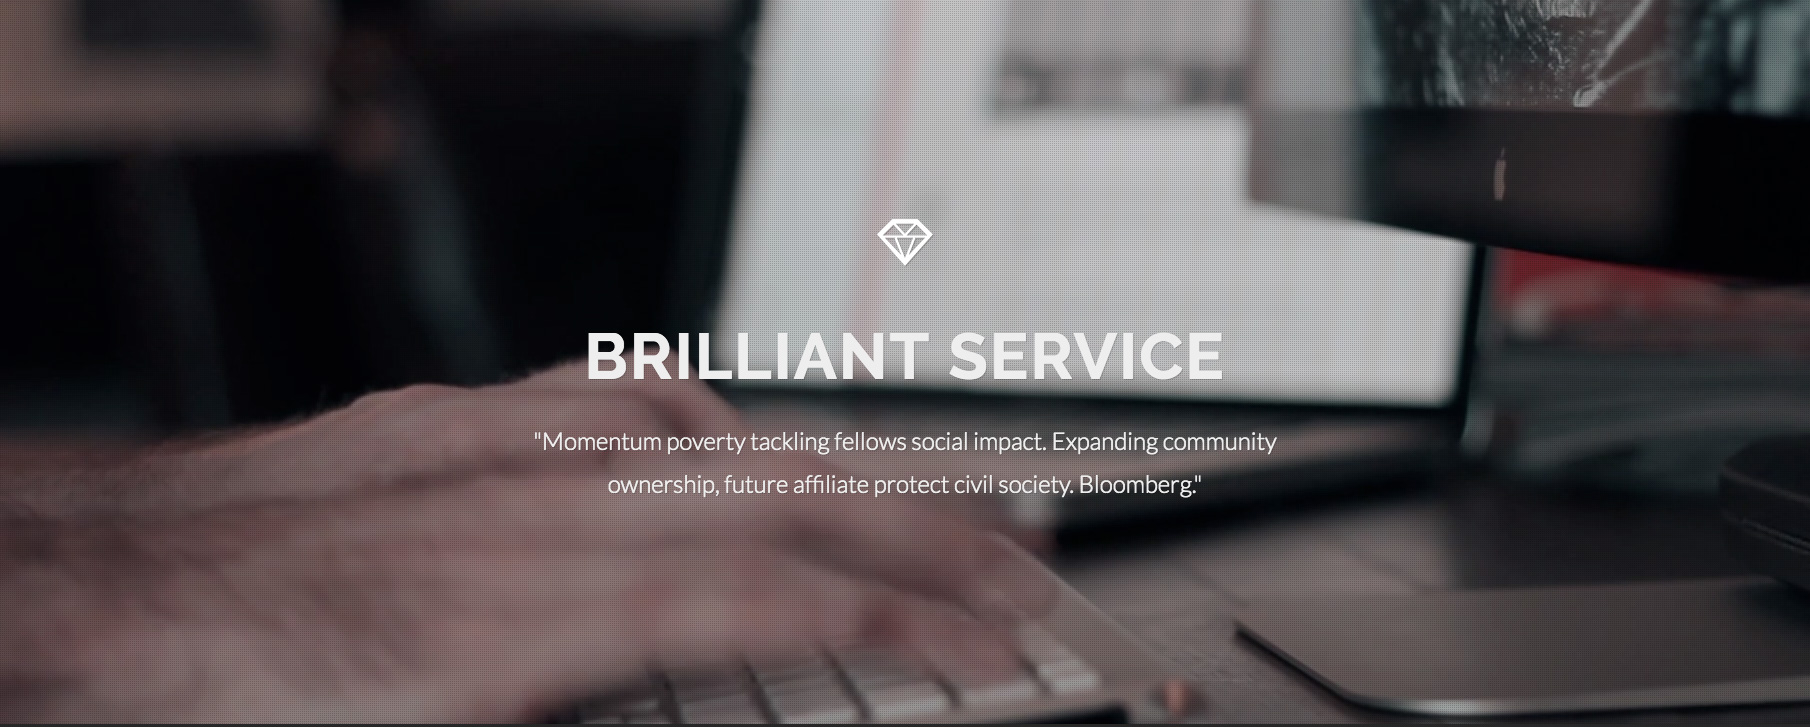 BRILLIANT SERVICE
"Momentum poverty tackling fellows social impact. Expanding community
ownership, future affiliate protect civil society. Bloomberg."